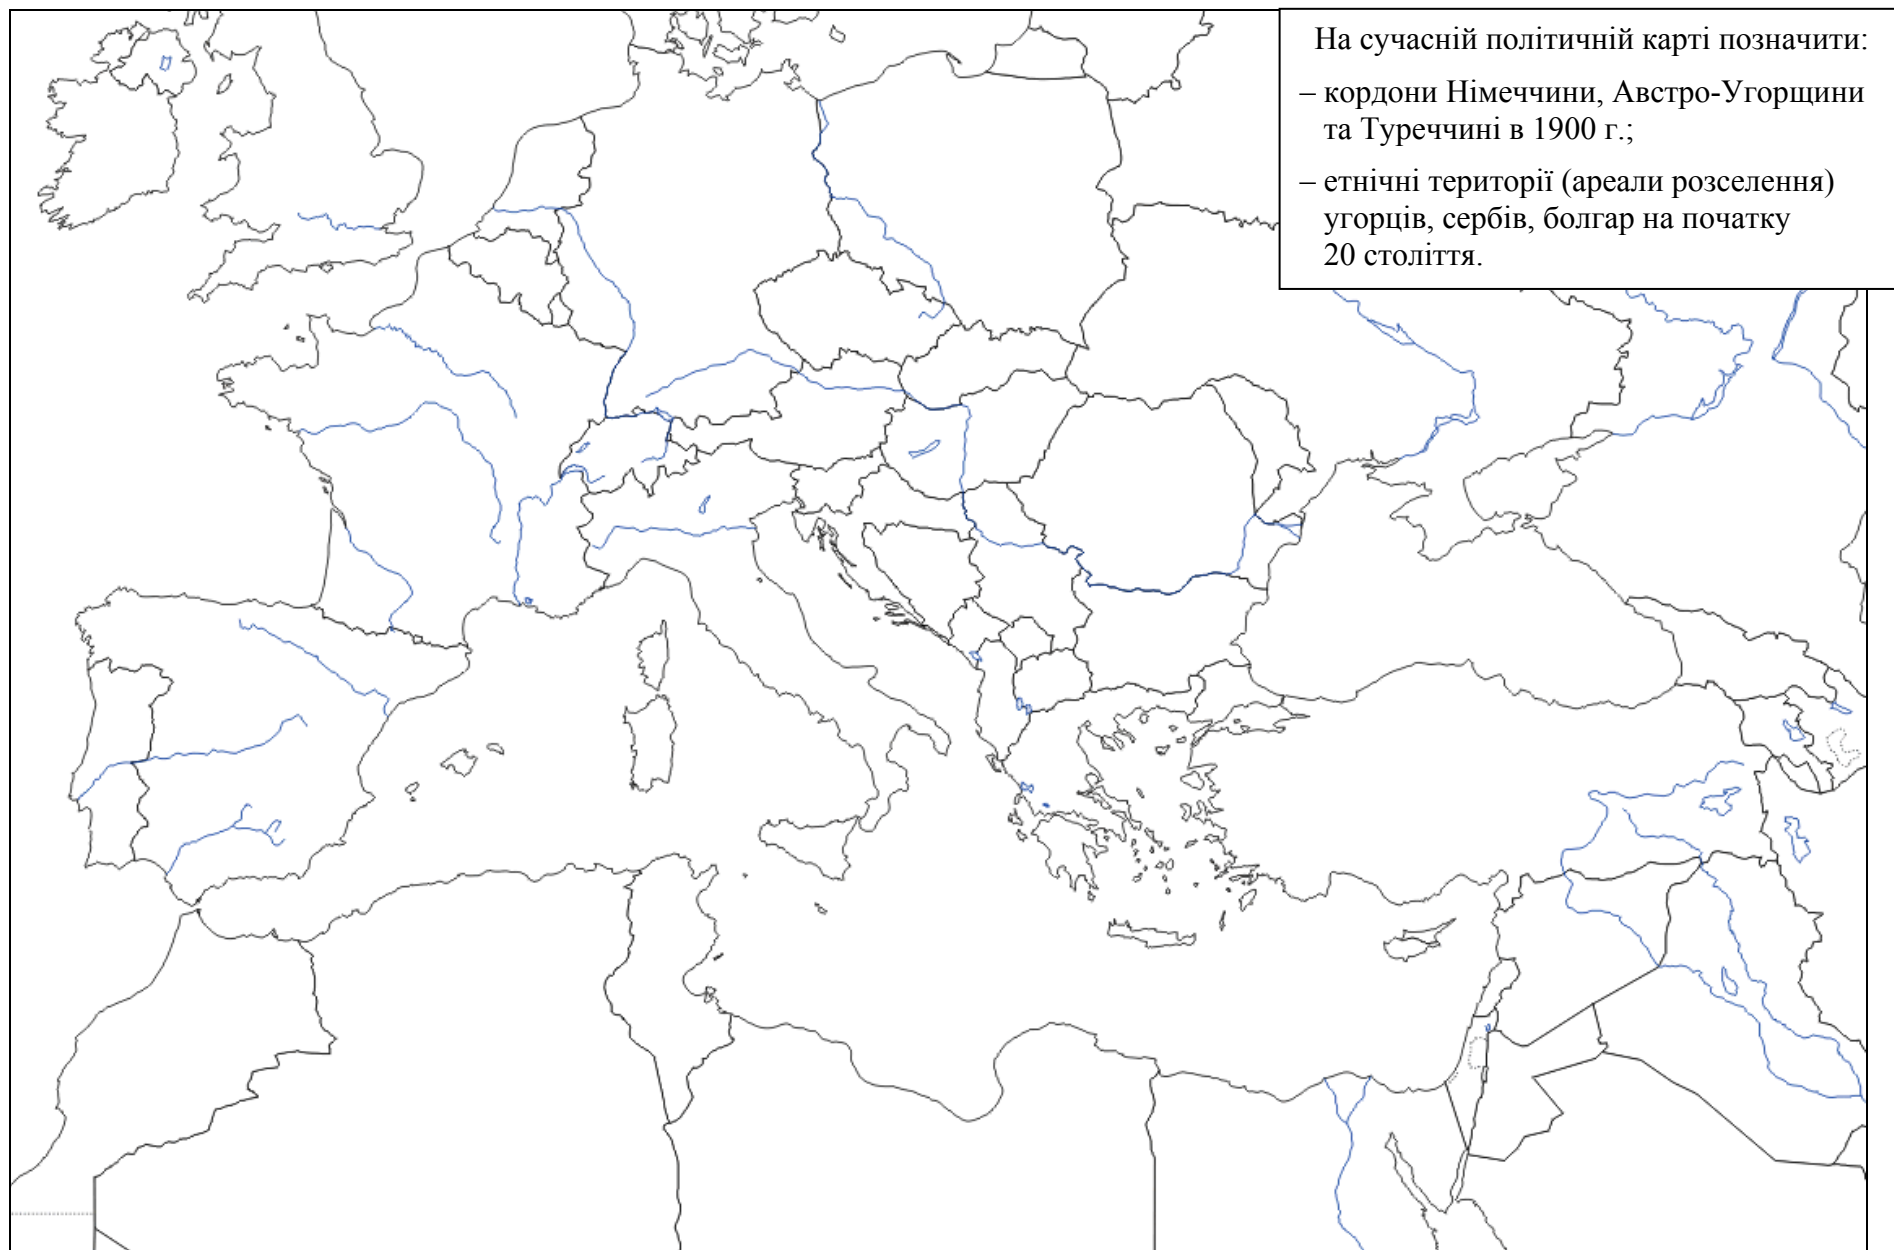 На сучасній політичній карті позначити:
– кордони Німеччини, Австро-Угорщини
та Туреччині в 1900 г.;
– етнічні території (ареали розселення)
угорців, сербів, болгар на початку
20 століття.